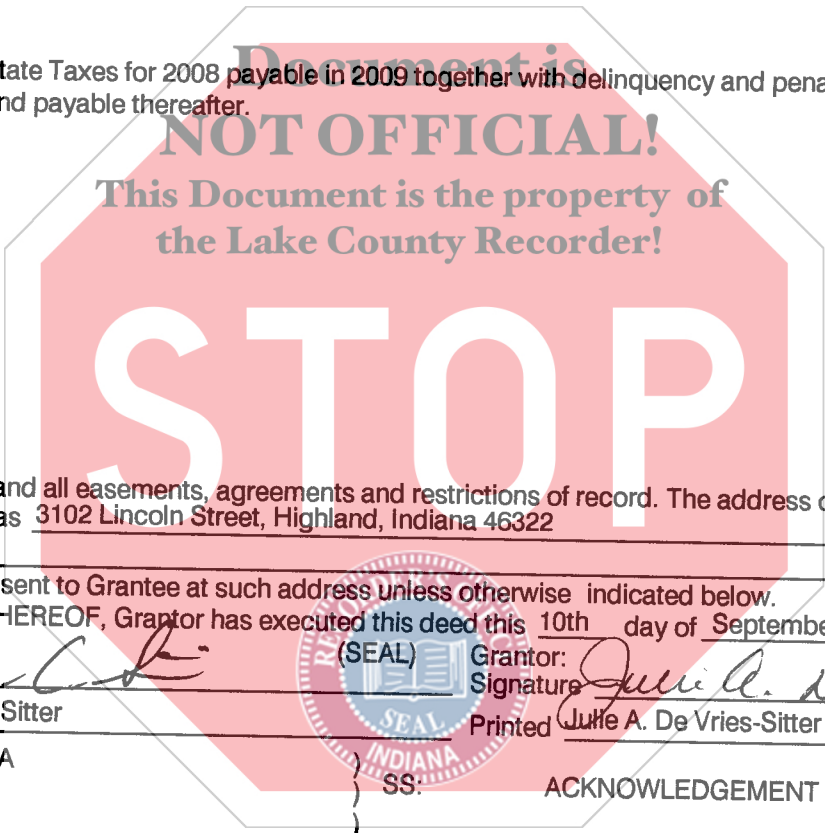 Document is
tate Taxes for 2008 payable in 2009 together with delinquency and pena
nd payable thereafter.
NOT OFFICIAL!
This Document is the property of
the Lake County Recorder!
STOP
and all easements, agreements and restrictions of record. The address o
as 3102 Lincoln Street, Highland, Indiana 46322
sent to Grantee at such address unless otherwise indicated below.
HEREOF, Grantor has executed this deed this 10th day of Septembe
(SEAL) Grantor:
Signature Julie A. D
Sitter Printed Julie A. De Vries-Sitter
A
SS: ACKNOWLEDGEMENT
RECORDER'S OFFICE
SEAL
INDIANA